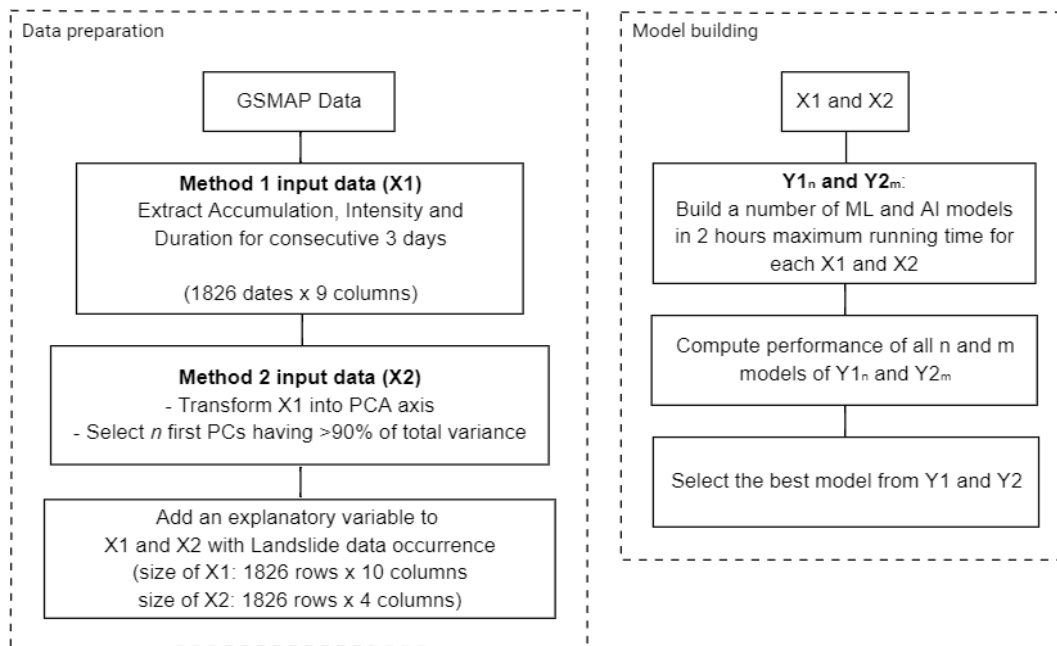 Data preparation
GSMAP Data
Method 1 input data (X1)
Extract Accumulation, Intensity and
Duration for consecutive 3 days
(1826 dates x 9 columns)
Method 2 input data (X2)
- Transform X1 into PCA axis
- Select n first PCs having >90% of total variance
Add an explanatory variable to
X1 and X2 with Landslide data occurrence
(size of X1: 1826 rows x 10 columns
size of X2: 1826 rows x 4 columns)
Model building
X1 and X2
Y1ₙ and Y2ₘ:
Build a number of ML and AI models
in 2 hours maximum running time for
each X1 and X2
Compute performance of all n and m
models of Y1ₙ and Y2ₘ
Select the best model from Y1 and Y2